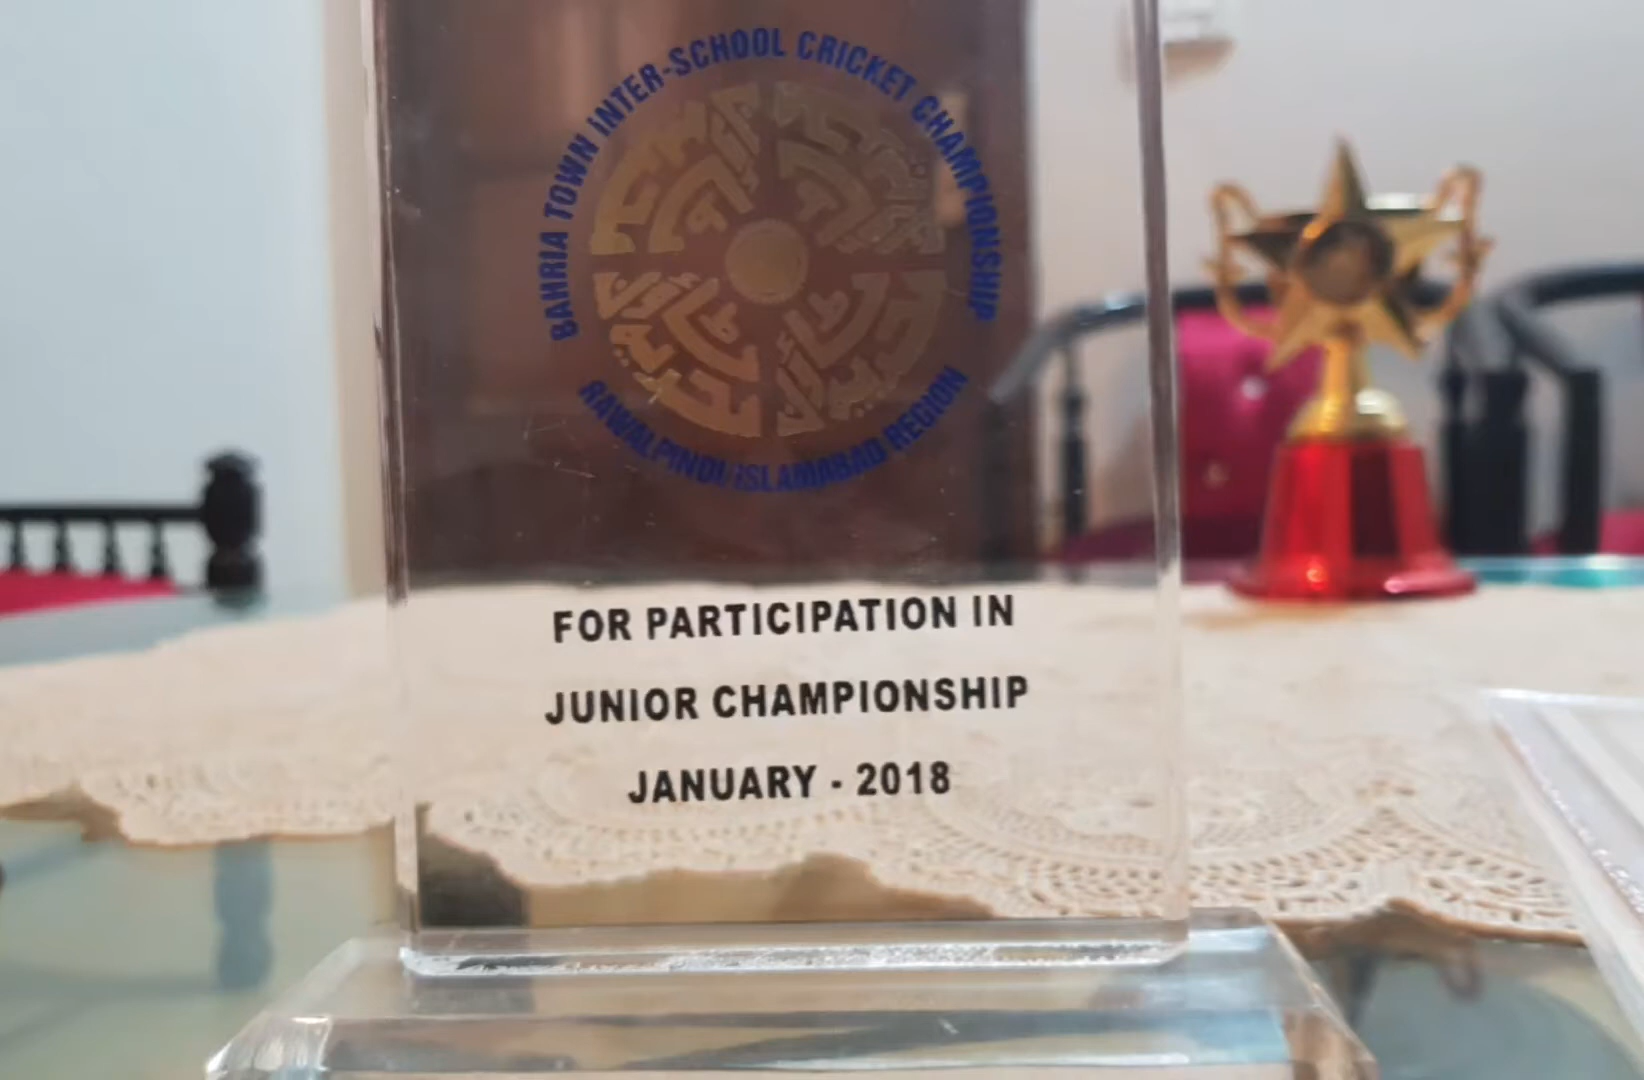 BAHRIA TOWN INTER-SCHOOL CRICKET CHAMPIONSHIP
RAWALPINDI/ISLAMABAD REGION
FOR PARTICIPATION IN
JUNIOR CHAMPIONSHIP
JANUARY - 2018